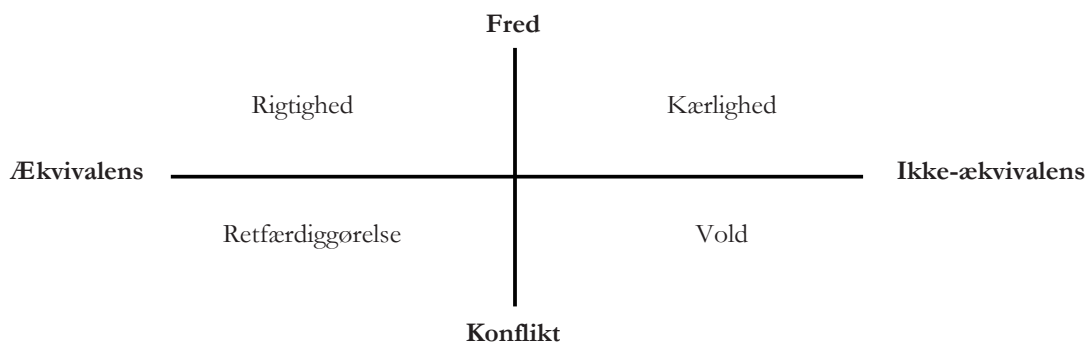 Fred
Rigtighed
Kærlighed
Ækvivalens
Ikke-ækvivalens
Retfærdiggørelse
Vold
Konflikt